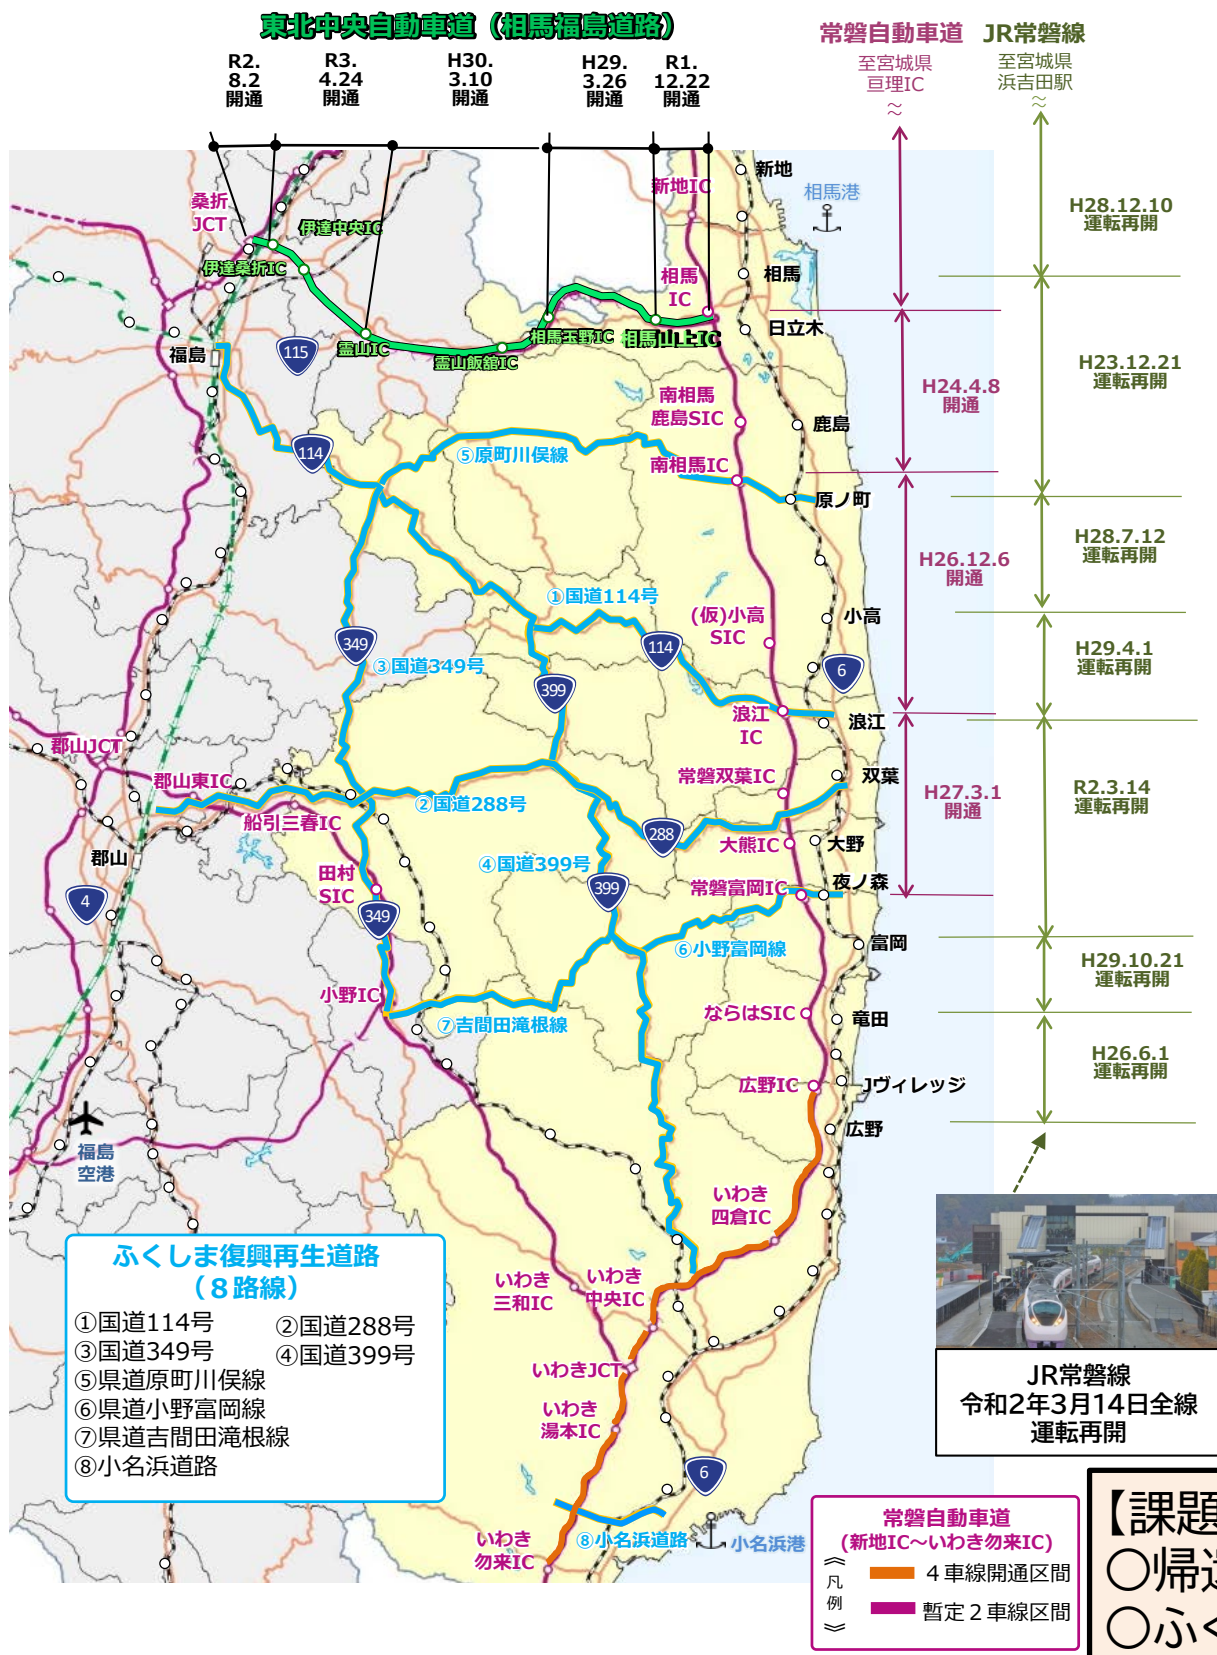 東北中央自動車道（相馬福島道路）
R2.
8.2
開通
R3.
4.24
開通
H30.
3.10
開通
H29.
3.26
開通
R1.
12.22
開通
常磐自動車道
至宮城県
亘理IC
JR常磐線
至宮城県
浜吉田駅
新地
新地IC
相馬港
桑折
JCT
伊達中央IC
伊達桑折IC
相馬
IC
相馬
H28.12.10
運転再開
日立木
福島
115
霊山IC
霊山飯舘IC
相馬玉野IC
相馬山上IC
H23.12.21
運転再開
H24.4.8
開通
南相馬
鹿島SIC
鹿島
114
⑤原町川俣線
南相馬IC
原ノ町
H28.7.12
運転再開
H26.12.6
開通
①国道114号
(仮)小高
SIC
小高
349
③国道349号
114
6
399
H29.4.1
運転再開
浪江
IC
浪江
郡山JCT
郡山東IC
常磐双葉IC
双葉
②国道288号
船引三春IC
H27.3.1
開通
R2.3.14
運転再開
288
大熊IC
大野
郡山
④国道399号
田村
SIC
399
常磐富岡IC
夜ノ森
4
349
⑥小野富岡線
富岡
小野IC
H29.10.21
運転再開
⑦吉間田滝根線
ならはSIC
竜田
広野IC
Jヴィレッジ
H26.6.1
運転再開
広野
福島
空港
いわき
四倉IC
ふくしま復興再生道路
（８路線）
①国道114号
②国道288号
③国道349号
④国道399号
⑤県道原町川俣線
⑥県道小野富岡線
⑦県道吉間田滝根線
⑧小名浜道路
いわき
三和IC
いわき
中央IC
いわきJCT
いわき
湯本IC
JR常磐線
令和2年3月14日全線
運転再開
6
⑧小名浜道路
小名浜港
いわき
勿来IC
常磐自動車道
(新地IC～いわき勿来IC)
《凡例》
４車線開通区間
暫定２車線区間
【課題
○帰還
○ふく